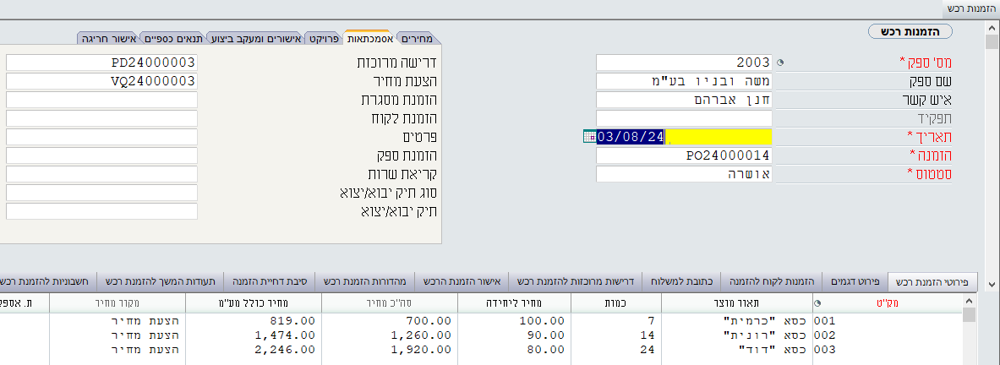 הזמנות רכש
הזמנות רכש
מס' ספק * 2003
שם ספק משה ובניו בע"מ
איש קשר חנן אברהם
תפקיד
תאריך * 03/08/24
הזמנה * PO24000014
סטטוס * אושרה
מחירים אסמכתאות פרויקט אישורים ומעקב ביצוע תנאים כספיים אישור חריגה
דרישה מרוכזת PD24000003
הצעת מחיר VQ24000003
הזמנת מסגרת
הזמנת לקוח
פרטים
הזמנת ספק
קריאת שרות
סוג תיק יבוא/יצוא
תיק יבוא/יצוא
פירוטי הזמנת רכש פירוט דגמים הזמנות לקוח להזמנה כתובת למשלוח דרישות מרוכזות להזמנת רכש אישור הזמנת הרכש מהדורות הזמנת רכש סיבת דחיית הזמנה תעודות המשך להזמנת רכש חשבוניות להזמנת רכש
מק"ט תאור מוצר כמות מחיר ליחידה סה"כ מחיר מחיר כולל מע"מ מקור מחיר ת. אספ
001 כסא "כרמית" 7 100.00 700.00 819.00 הצעת מחיר
002 כסא "רונית" 14 90.00 1,260.00 1,474.00 הצעת מחיר
003 כסא "דוד" 24 80.00 1,920.00 2,246.00 הצעת מחיר